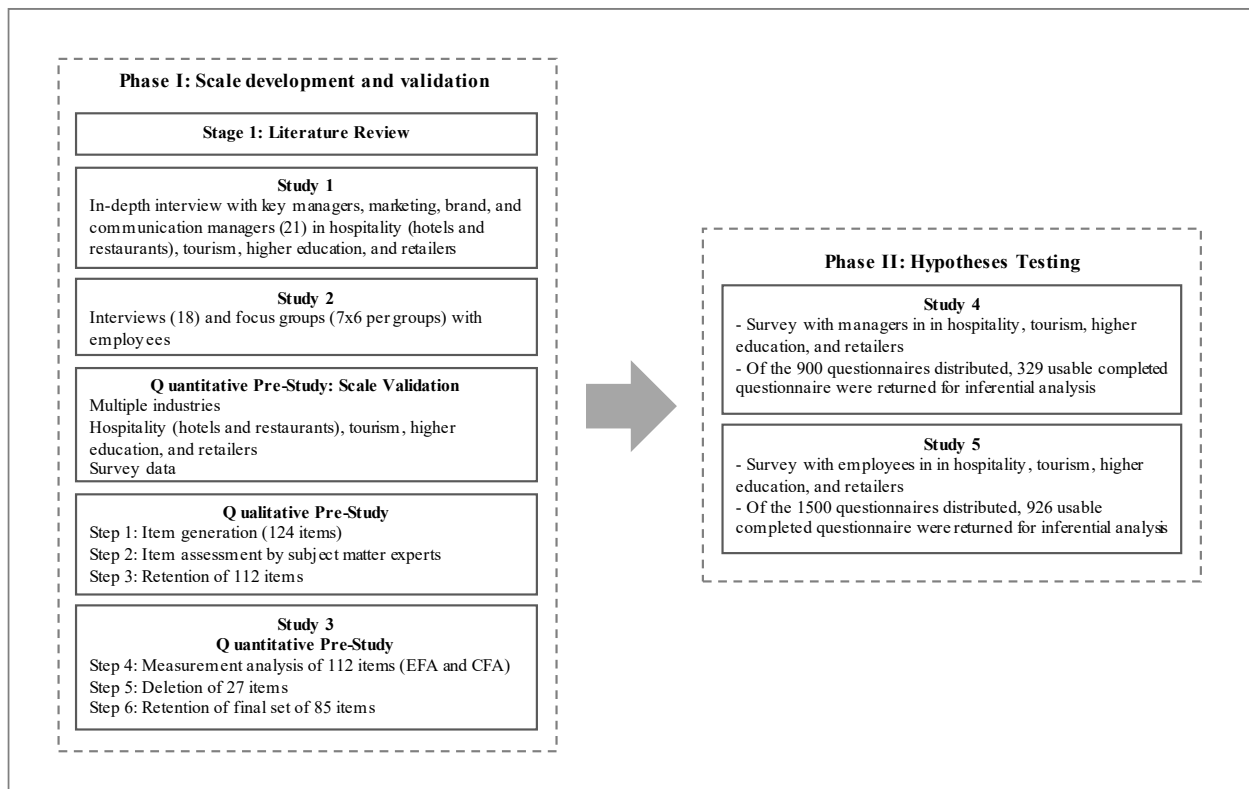 Phase I: Scale development and validation
Stage 1: Literature Review
Study 1
In-depth interview with key managers, marketing, brand, and
communication managers (21) in hospitality (hotels and
restaurants), tourism, higher education, and retailers
Study 2
Interviews (18) and focus groups (7x6 per groups) with
employees
Quantitative Pre-Study: Scale Validation
Multiple industries
Hospitality (hotels and restaurants), tourism, higher
education, and retailers
Survey data
Qualitative Pre-Study
Step 1: Item generation (124 items)
Step 2: Item assessment by subject matter experts
Step 3: Retention of 112 items
Study 3
Quantitative Pre-Study
Step 4: Measurement analysis of 112 items (EFA and CFA)
Step 5: Deletion of 27 items
Step 6: Retention of final set of 85 items
Phase II: Hypotheses Testing
Study 4
- Survey with managers in in hospitality, tourism, higher
education, and retailers
- Of the 900 questionnaires distributed, 329 usable completed
questionnaire were returned for inferential analysis
Study 5
- Survey with employees in in hospitality, tourism, higher
education, and retailers
- Of the 1500 questionnaires distributed, 926 usable
completed questionnaire were returned for inferential analysis